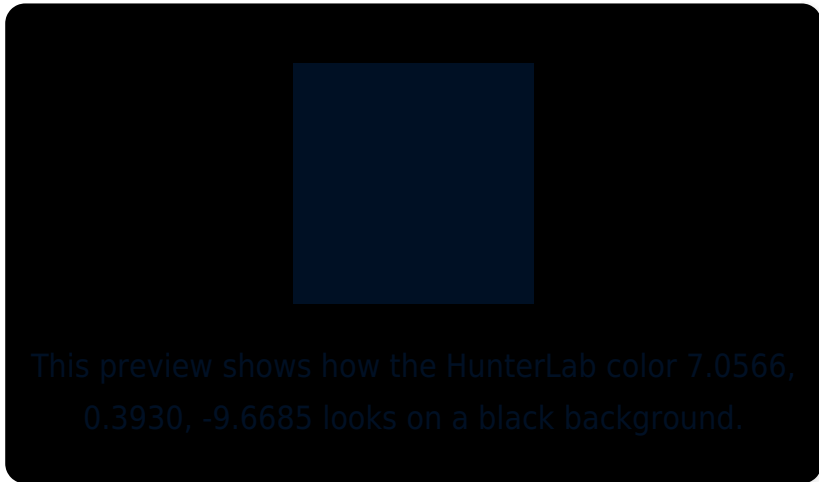 This preview shows how the HunterLab color 7.0566,
0.3930, -9.6685 looks on a black background.